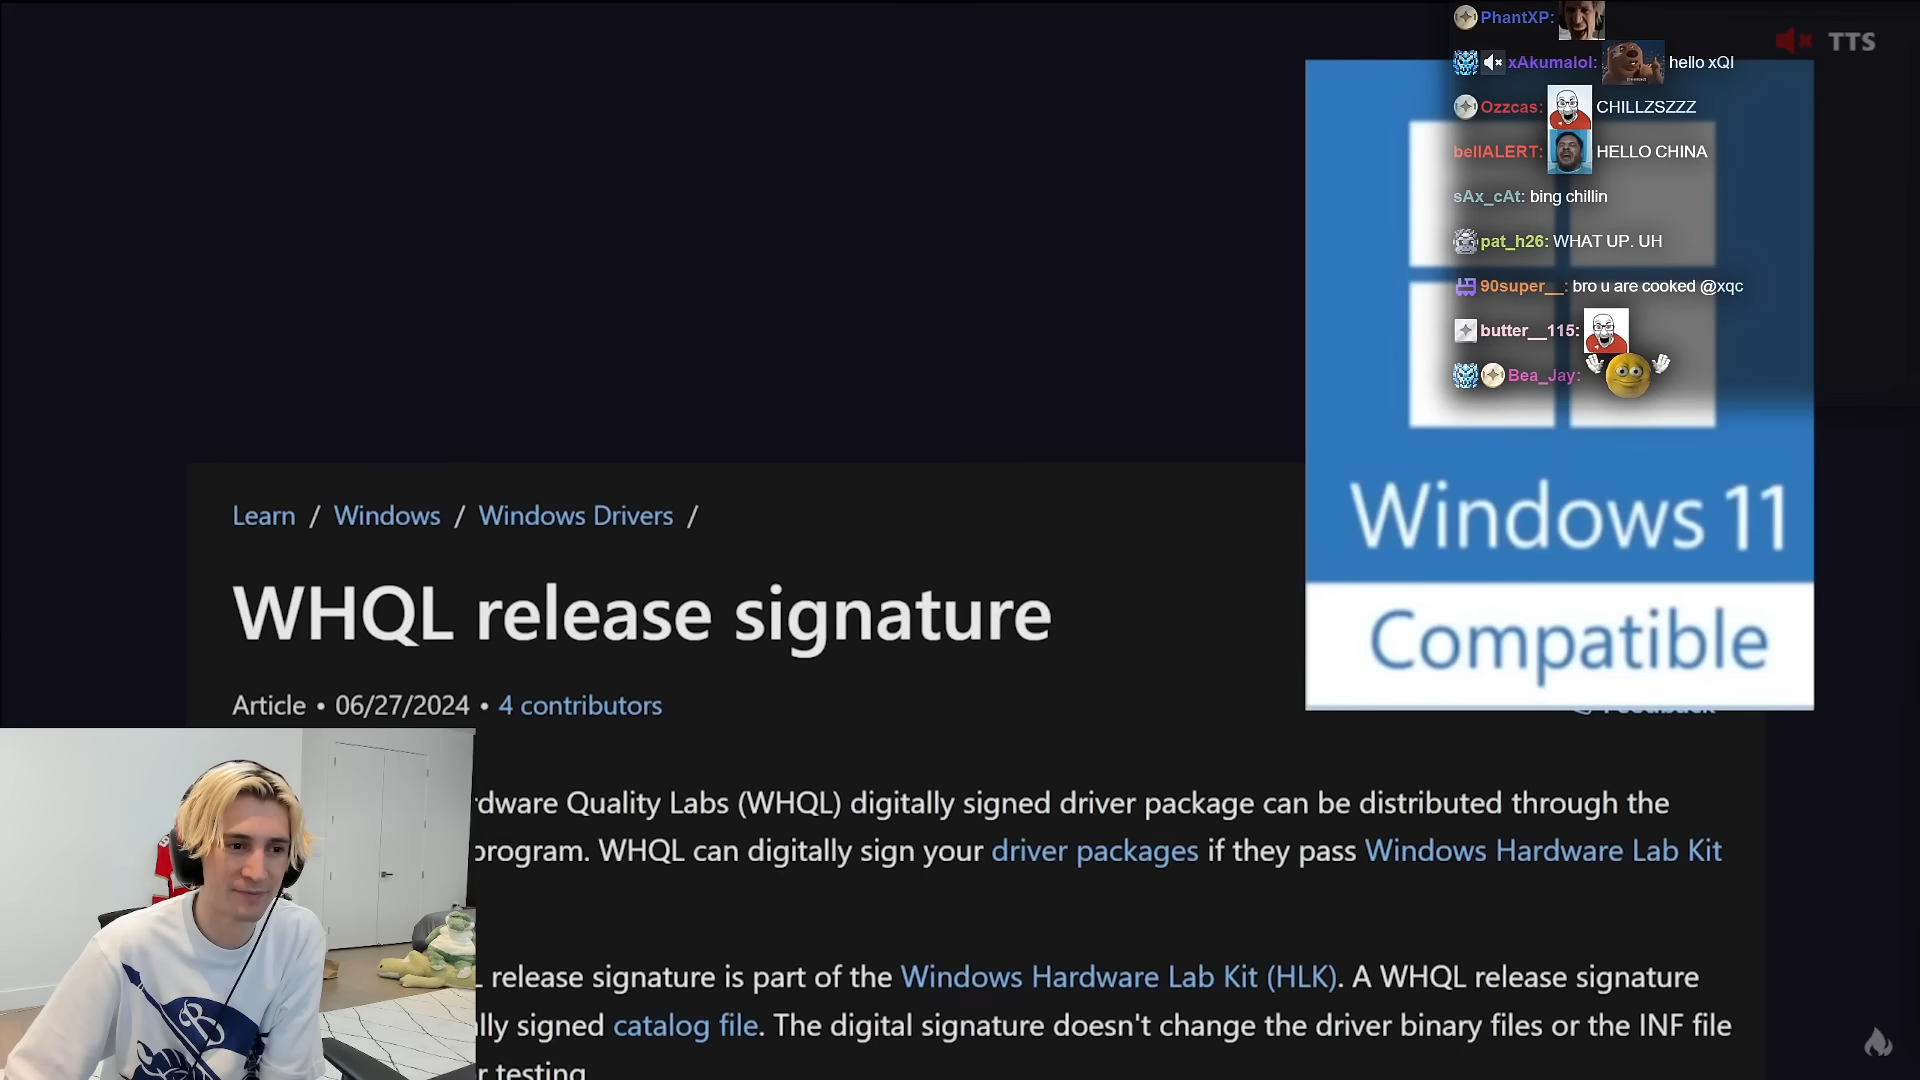 PhantXP:
TTS
xAkumalol: hello xQl
Ozzcas: CHILLZSZZZ
bellALERT: HELLO CHINA
sAx_cAt: bing chillin
pat_h26: WHAT UP. UH
90super__: bro u are cooked @xqc
butter__115:
Bea_Jay:
Windows 11
Compatible
Learn / Windows / Windows Drivers /
WHQL release signature
Article • 06/27/2024 • 4 contributors
Feedback
rdware Quality Labs (WHQL) digitally signed driver package can be distributed through the
program. WHQL can digitally sign your driver packages if they pass Windows Hardware Lab Kit
release signature is part of the Windows Hardware Lab Kit (HLK). A WHQL release signature
lly signed catalog file. The digital signature doesn't change the driver binary files or the INF file
r testing